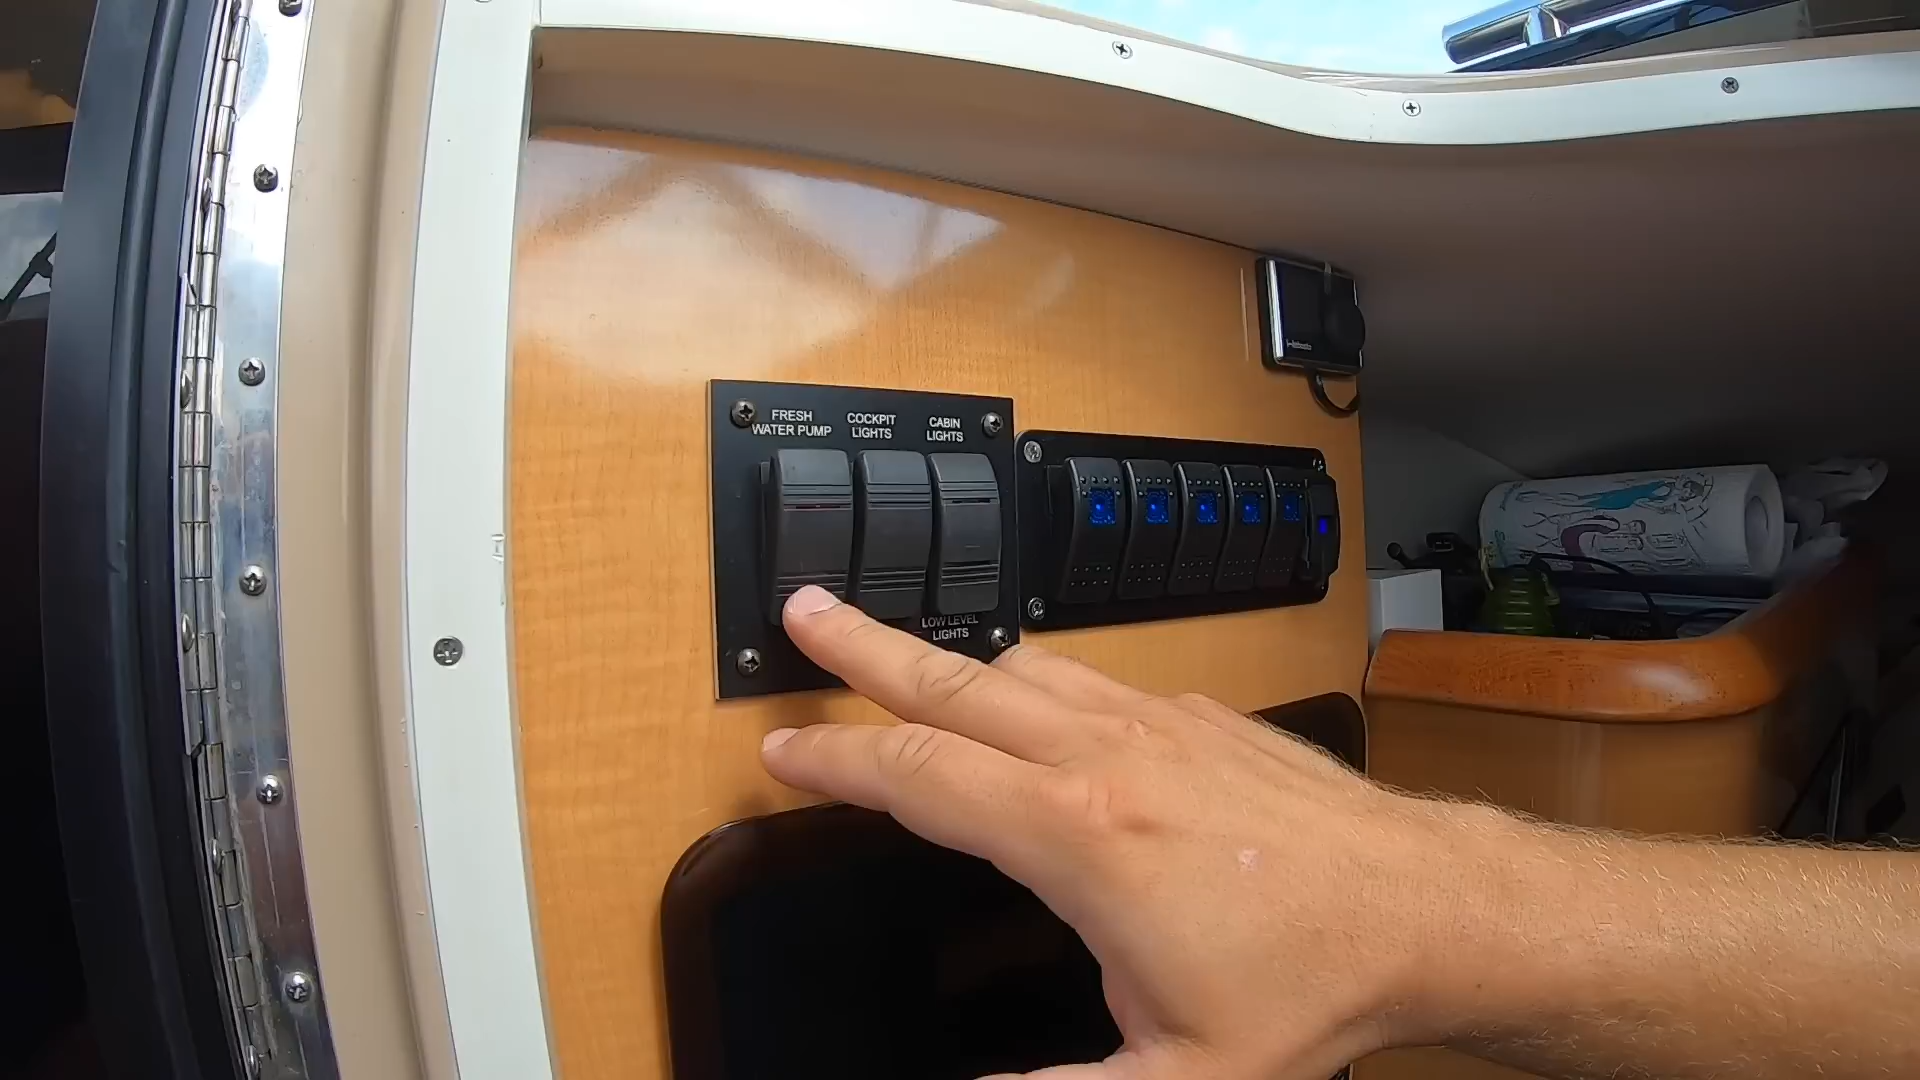 FRESH
WATER PUMP
COCKPIT
LIGHTS
CABIN
LIGHTS
LOW LEVEL
LIGHTS